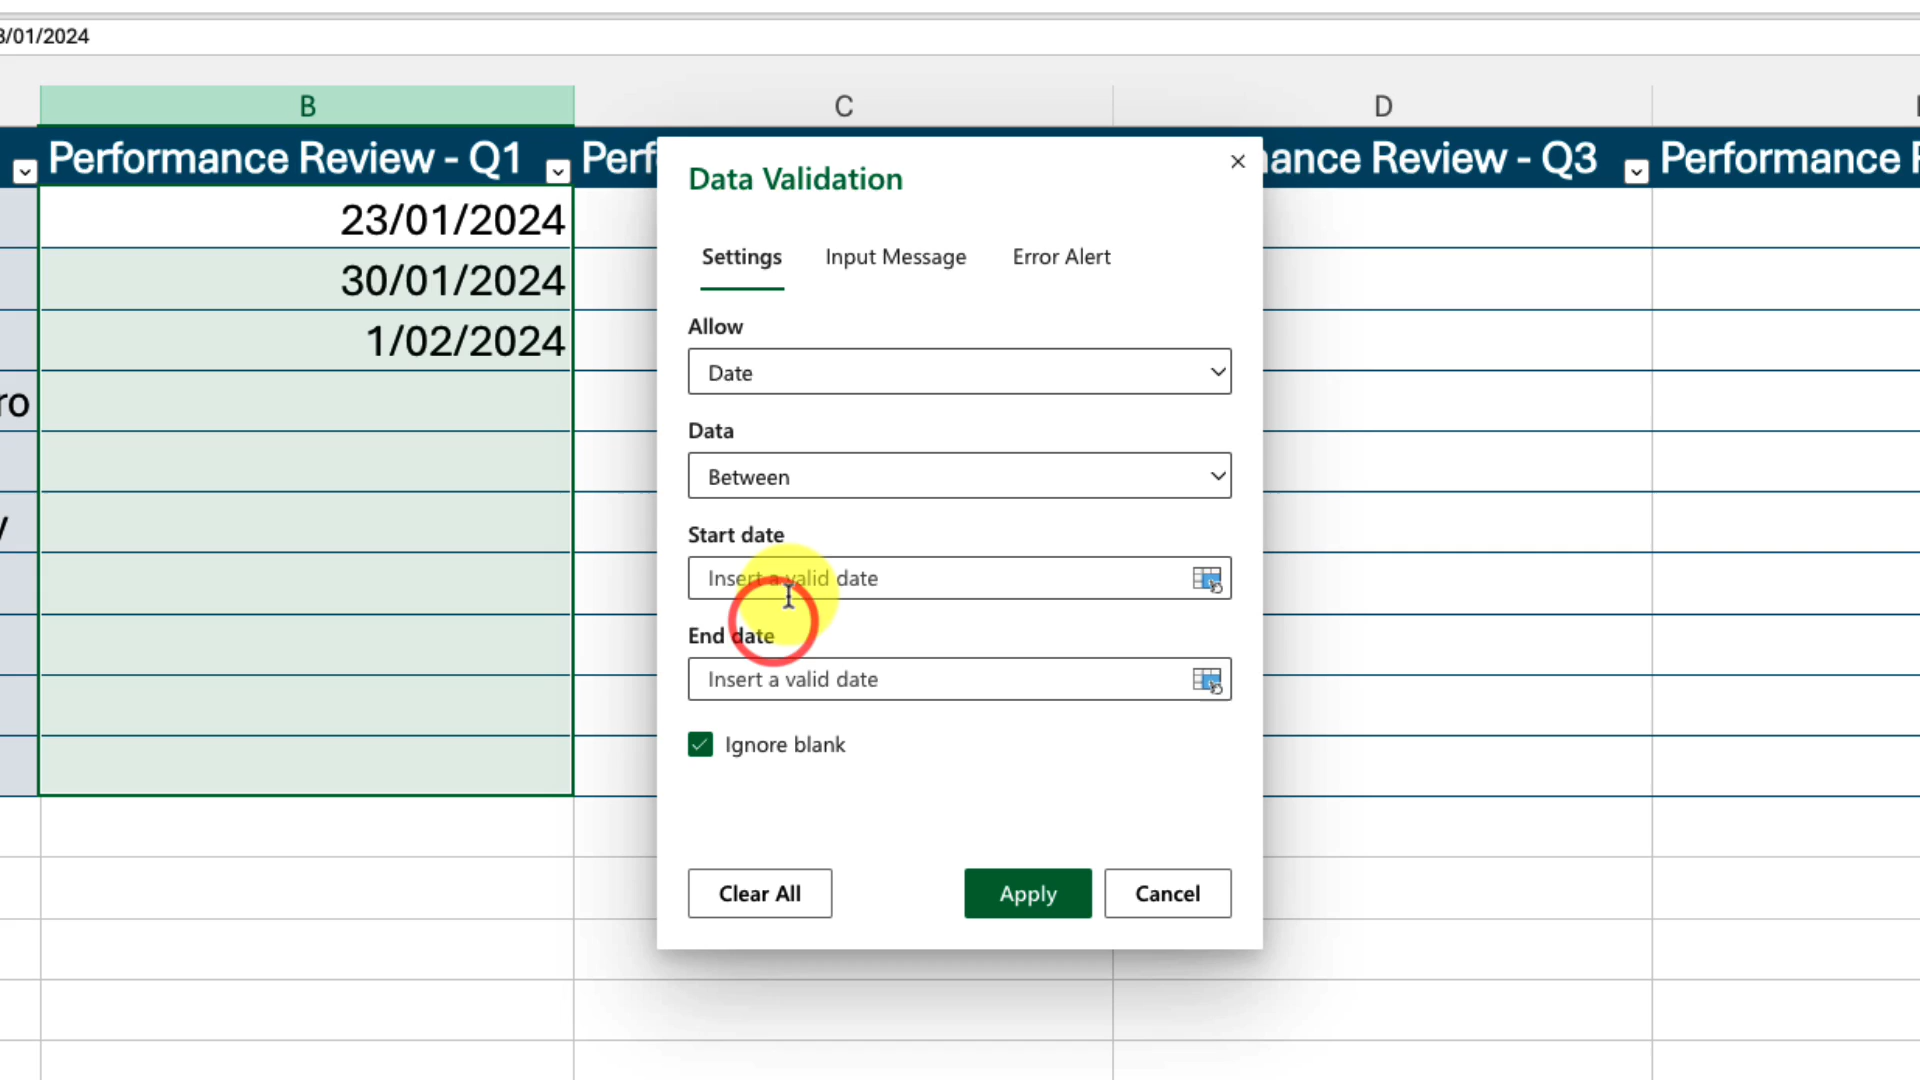 3/01/2024
B
C
D
Performance Review - Q1
Perf
ance Review - Q3
Performance
23/01/2024
30/01/2024
1/02/2024
ro
Data Validation
Settings
Input Message
Error Alert
Allow
Date
Data
Between
Start date
Insert a valid date
End date
Insert a valid date
Ignore blank
Clear All
Apply
Cancel